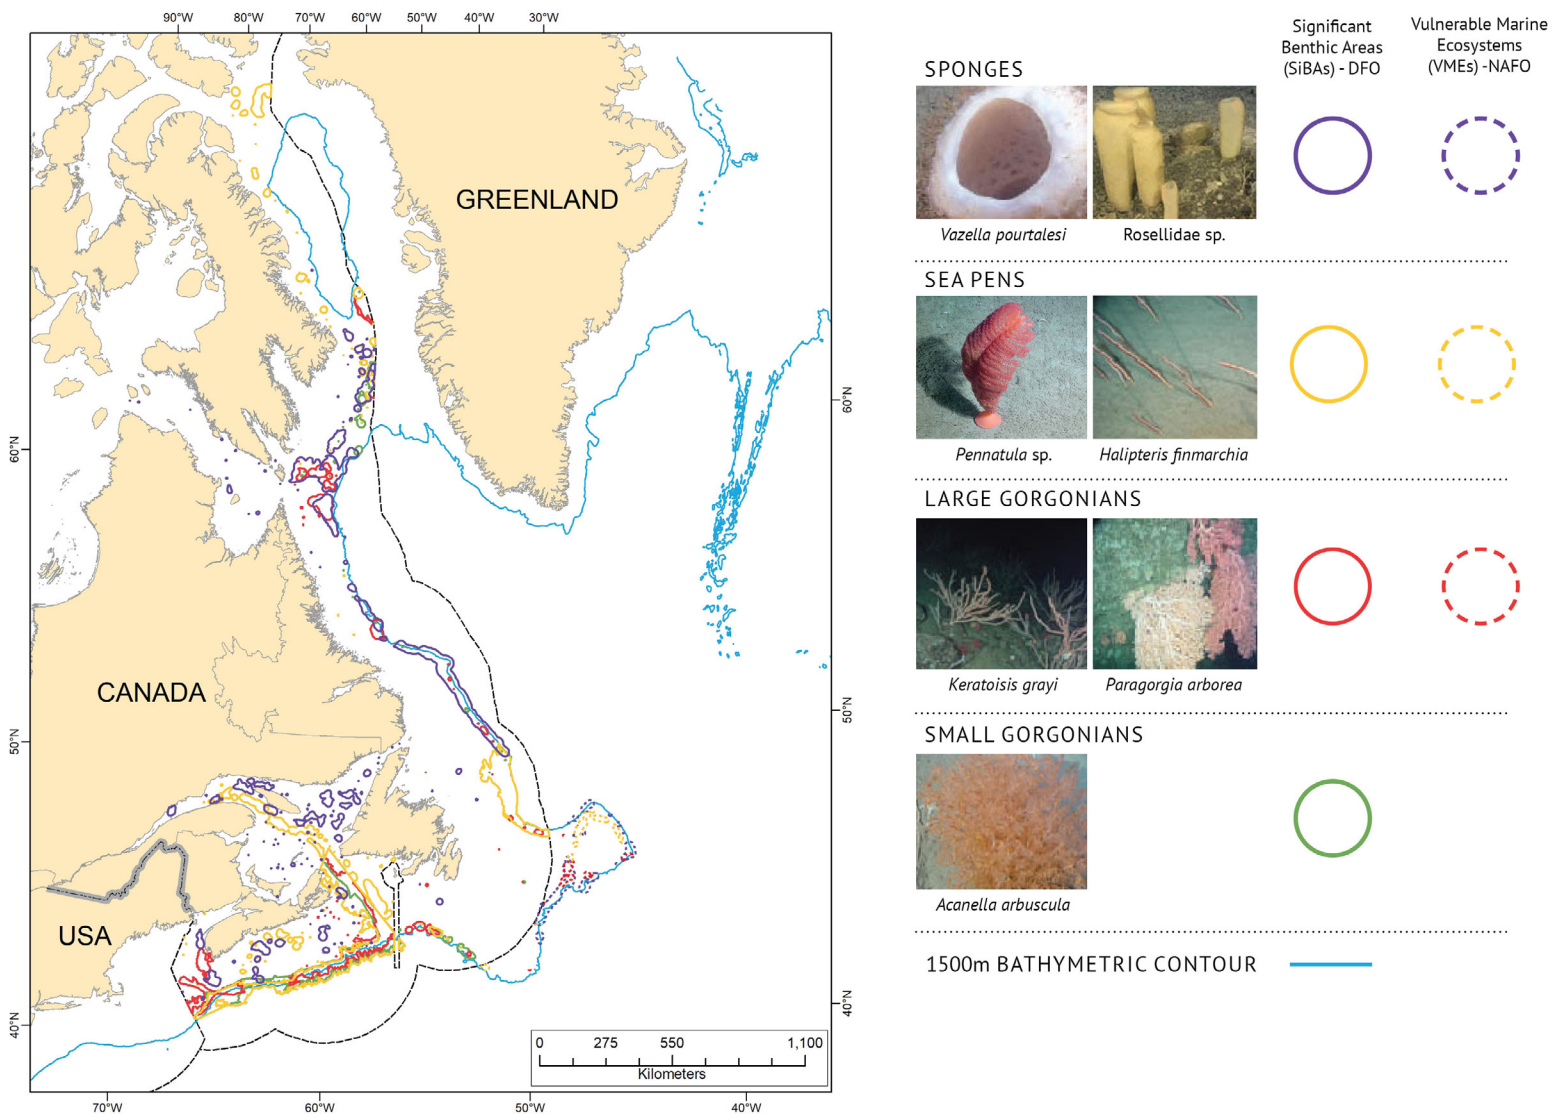 90°W 80°W 70°W 60°W 50°W 40°W 30°W
GREENLAND
CANADA
USA
60°N
50°N
40°N
60°N
50°N
40°N
0 275 550 1,100
Kilometers
70°W 60°W 50°W 40°W
Significant
Benthic Areas
(SiBAs) - DFO
Vulnerable Marine
Ecosystems
(VMEs) -NAFO
SPONGES
Vazella pourtalesi
Rosellidae sp.
SEA PENS
Pennatula sp.
Halipteris finmarchia
LARGE GORGONIANS
Keratoisis grayi
Paragorgia arborea
SMALL GORGONIANS
Acanella arbuscula
1500m BATHYMETRIC CONTOUR